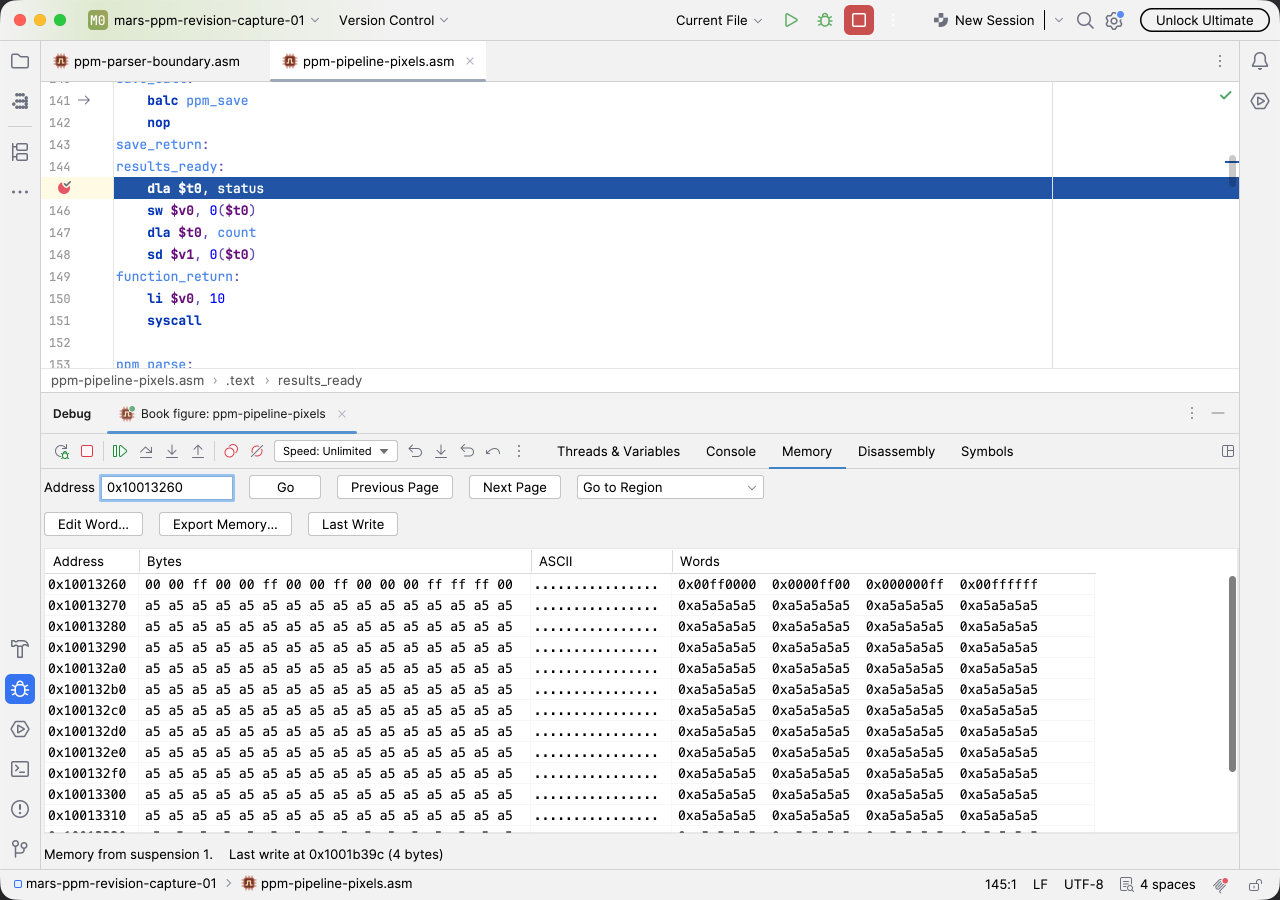 M0 mars-ppm-revision-capture-01 Version Control Current File New Session Unlock Ultimate
ppm-parser-boundary.asm ppm-pipeline-pixels.asm
141 balc ppm_save
142 nop
143 save_return:
144 results_ready:
dla $t0, status
146 sw $v0, 0($t0)
147 dla $t0, count
148 sd $v1, 0($t0)
149 function_return:
150 li $v0, 10
151 syscall
152
153 ppm_parse:
ppm-pipeline-pixels.asm › .text › results_ready
Debug Book figure: ppm-pipeline-pixels
Speed: Unlimited Threads & Variables Console Memory Disassembly Symbols
Address 0x10013260 Go Previous Page Next Page Go to Region
Edit Word... Export Memory... Last Write
Address Bytes ASCII Words
0x10013260 00 00 ff 00 00 ff 00 00 ff 00 00 00 ff ff ff 00 ................ 0x00ff0000 0x0000ff00 0x000000ff 0x00ffffff
0x10013270 a5 a5 a5 a5 a5 a5 a5 a5 a5 a5 a5 a5 a5 a5 a5 a5 ................ 0xa5a5a5a5 0xa5a5a5a5 0xa5a5a5a5 0xa5a5a5a5
0x10013280 a5 a5 a5 a5 a5 a5 a5 a5 a5 a5 a5 a5 a5 a5 a5 a5 ................ 0xa5a5a5a5 0xa5a5a5a5 0xa5a5a5a5 0xa5a5a5a5
0x10013290 a5 a5 a5 a5 a5 a5 a5 a5 a5 a5 a5 a5 a5 a5 a5 a5 ................ 0xa5a5a5a5 0xa5a5a5a5 0xa5a5a5a5 0xa5a5a5a5
0x100132a0 a5 a5 a5 a5 a5 a5 a5 a5 a5 a5 a5 a5 a5 a5 a5 a5 ................ 0xa5a5a5a5 0xa5a5a5a5 0xa5a5a5a5 0xa5a5a5a5
0x100132b0 a5 a5 a5 a5 a5 a5 a5 a5 a5 a5 a5 a5 a5 a5 a5 a5 ................ 0xa5a5a5a5 0xa5a5a5a5 0xa5a5a5a5 0xa5a5a5a5
0x100132c0 a5 a5 a5 a5 a5 a5 a5 a5 a5 a5 a5 a5 a5 a5 a5 a5 ................ 0xa5a5a5a5 0xa5a5a5a5 0xa5a5a5a5 0xa5a5a5a5
0x100132d0 a5 a5 a5 a5 a5 a5 a5 a5 a5 a5 a5 a5 a5 a5 a5 a5 ................ 0xa5a5a5a5 0xa5a5a5a5 0xa5a5a5a5 0xa5a5a5a5
0x100132e0 a5 a5 a5 a5 a5 a5 a5 a5 a5 a5 a5 a5 a5 a5 a5 a5 ................ 0xa5a5a5a5 0xa5a5a5a5 0xa5a5a5a5 0xa5a5a5a5
0x100132f0 a5 a5 a5 a5 a5 a5 a5 a5 a5 a5 a5 a5 a5 a5 a5 a5 ................ 0xa5a5a5a5 0xa5a5a5a5 0xa5a5a5a5 0xa5a5a5a5
0x10013300 a5 a5 a5 a5 a5 a5 a5 a5 a5 a5 a5 a5 a5 a5 a5 a5 ................ 0xa5a5a5a5 0xa5a5a5a5 0xa5a5a5a5 0xa5a5a5a5
0x10013310 a5 a5 a5 a5 a5 a5 a5 a5 a5 a5 a5 a5 a5 a5 a5 a5 ................ 0xa5a5a5a5 0xa5a5a5a5 0xa5a5a5a5 0xa5a5a5a5
Memory from suspension 1. Last write at 0x1001b39c (4 bytes)
mars-ppm-revision-capture-01 › ppm-pipeline-pixels.asm 145:1 LF UTF-8 4 spaces